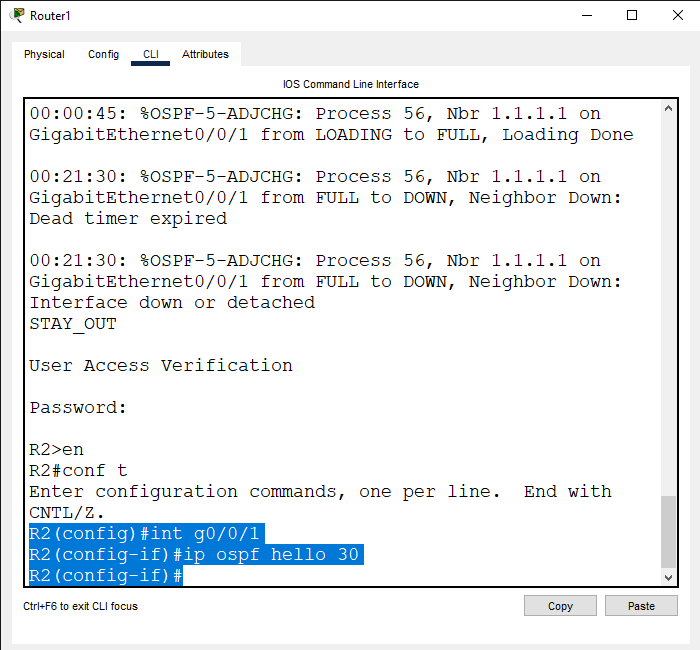 Router1
Physical Config CLI Attributes
IOS Command Line Interface
00:00:45: %OSPF-5-ADJCHG: Process 56, Nbr 1.1.1.1 on
GigabitEthernet0/0/1 from LOADING to FULL, Loading Done
00:21:30: %OSPF-5-ADJCHG: Process 56, Nbr 1.1.1.1 on
GigabitEthernet0/0/1 from FULL to DOWN, Neighbor Down:
Dead timer expired
00:21:30: %OSPF-5-ADJCHG: Process 56, Nbr 1.1.1.1 on
GigabitEthernet0/0/1 from FULL to DOWN, Neighbor Down:
Interface down or detached
STAY_OUT
User Access Verification
Password:
R2>en
R2#conf t
Enter configuration commands, one per line.  End with
CNTL/Z.
R2(config)#int g0/0/1
R2(config-if)#ip ospf hello 30
R2(config-if)#
Ctrl+F6 to exit CLI focus
Copy Paste